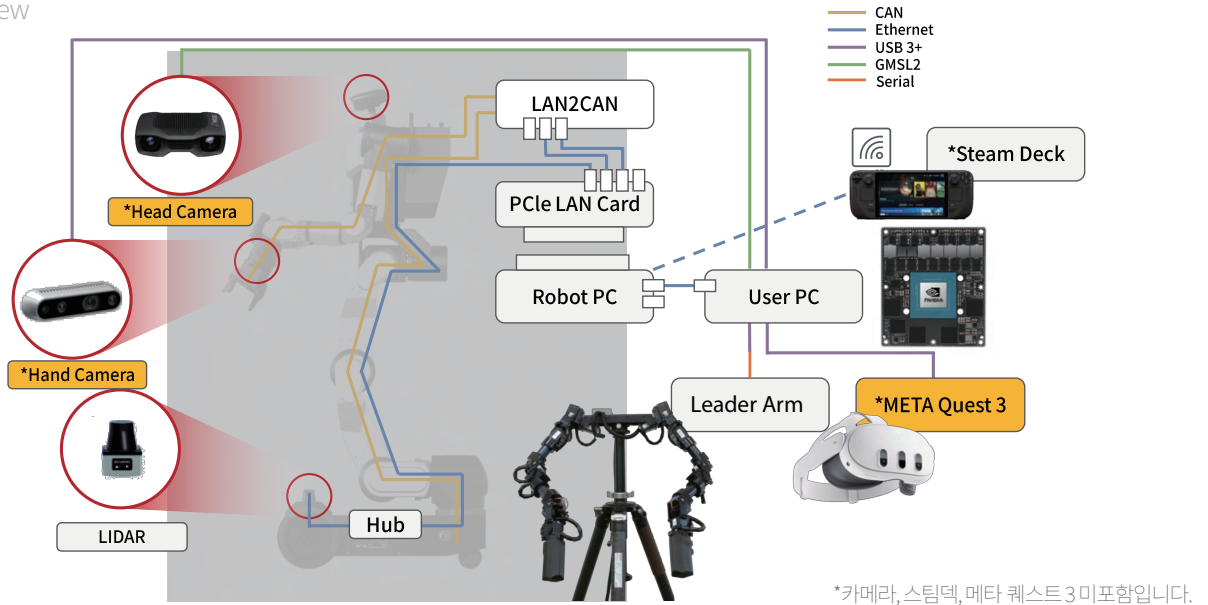 ew
CAN
Ethernet
USB 3+
GMSL2
Serial
LAN2CAN
*Steam Deck
*Head Camera
PCle LAN Card
Robot PC
User PC
NVIDIA
*Hand Camera
Leader Arm
*META Quest 3
Hub
LIDAR
*카메라, 스팀덱, 메타 퀘스트 3 미포함입니다.